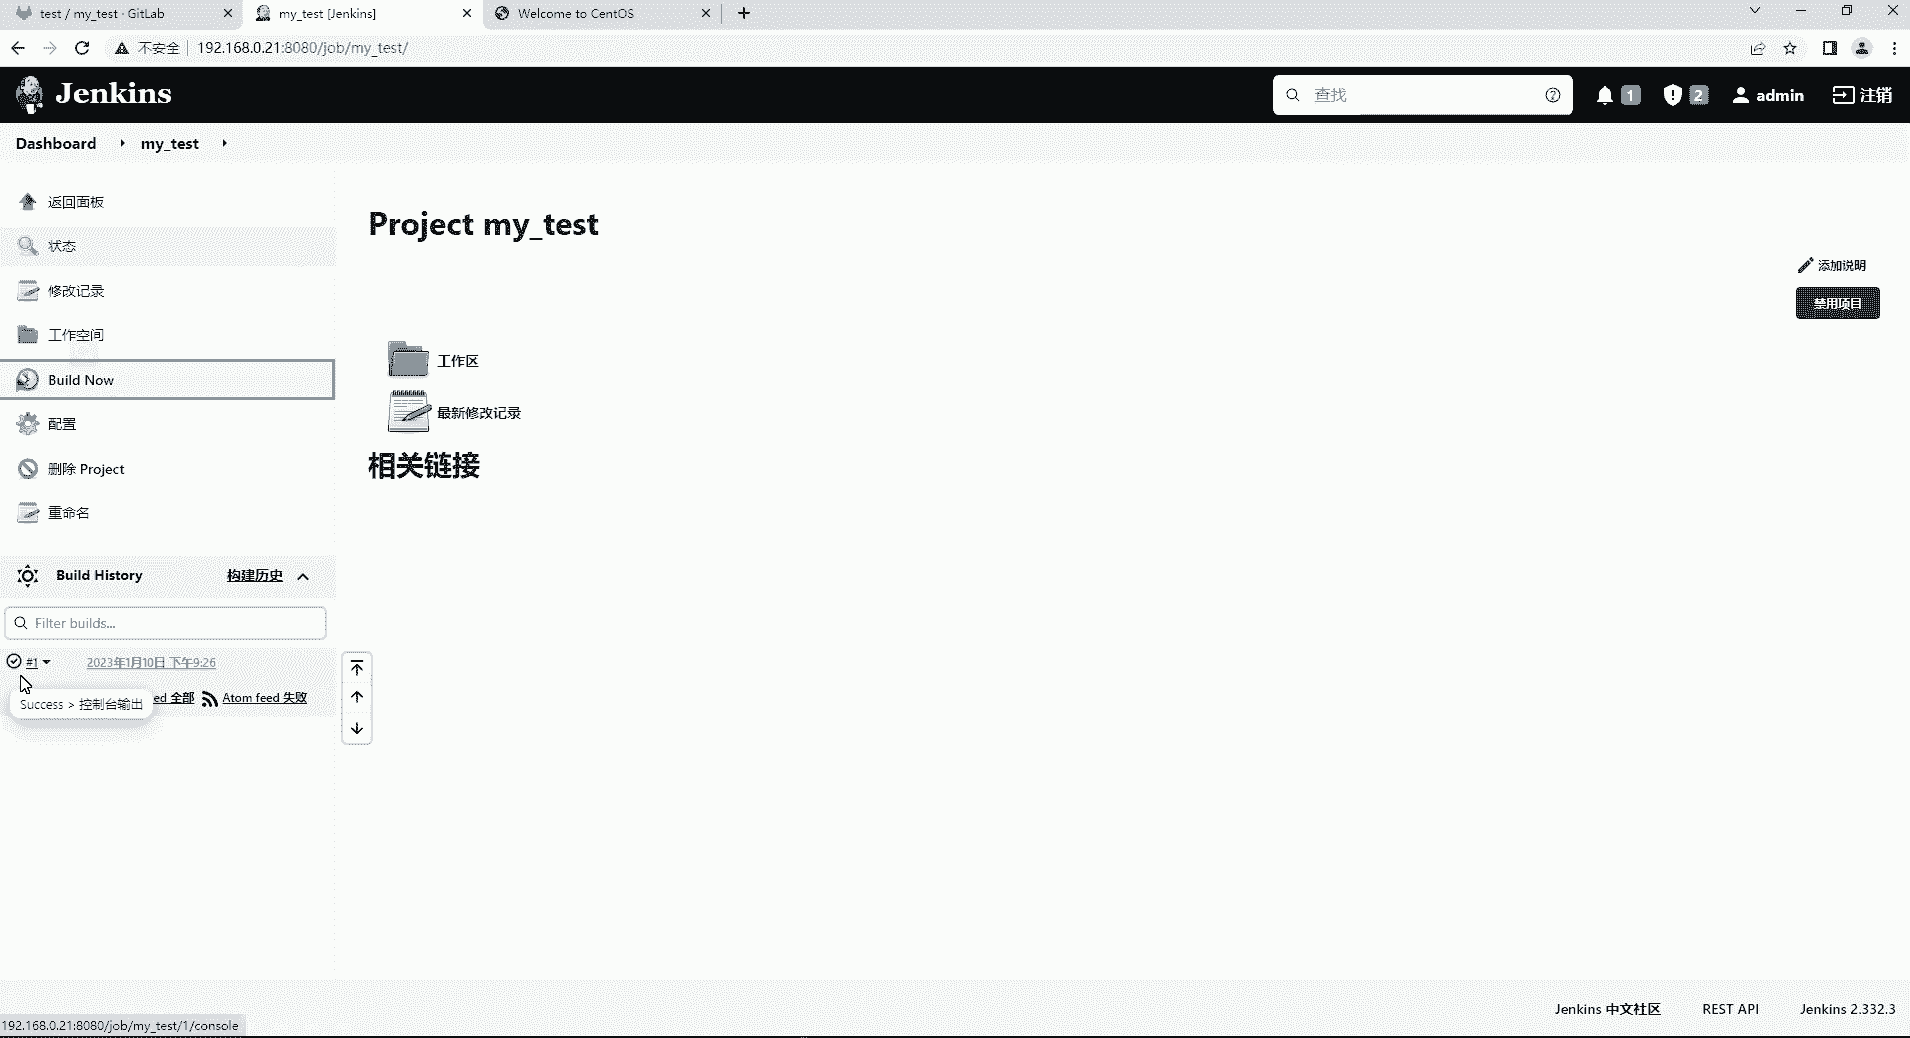 test / my_test · GitLab
my_test [Jenkins]
Welcome to CentOS
不安全
192.168.0.21:8080/job/my_test/
Jenkins
查找
1
2
admin
注销
Dashboard
my_test
返回面板
状态
修改记录
工作空间
Build Now
配置
删除 Project
重命名
Project my_test
添加说明
禁用项目
工作区
最新修改记录
相关链接
Build History
构建历史
Filter builds...
#1
2023年1月10日 下午9:26
ed 全部
Atom feed 失败
Success > 控制台输出
Jenkins 中文社区
REST API
Jenkins 2.332.3
192.168.0.21:8080/job/my_test/1/console